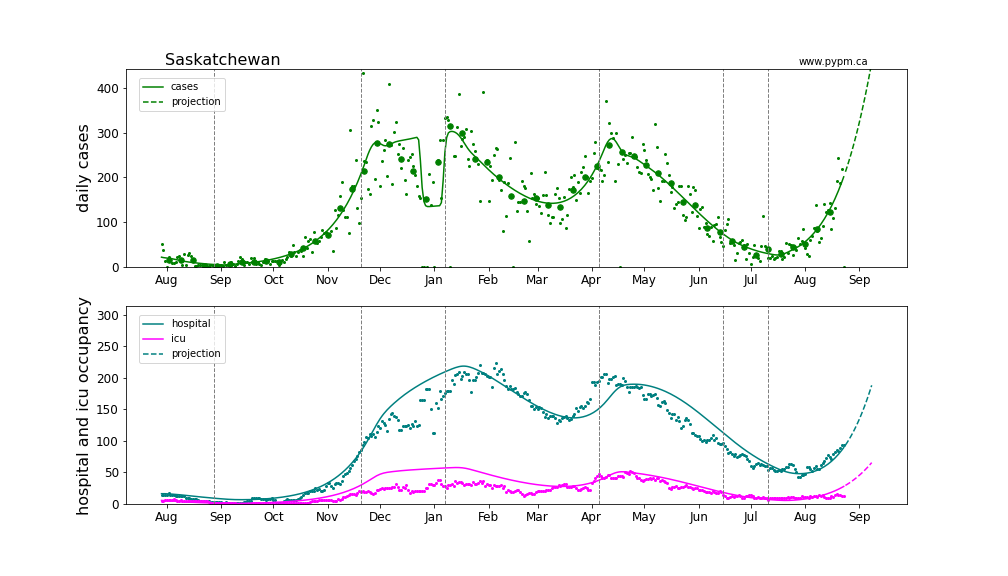 Saskatchewan
www.pypm.ca
daily cases
400
300
200
100
0
cases
projection
Aug Sep Oct Nov Dec Jan Feb Mar Apr May Jun Jul Aug Sep
hospital and icu occupancy
300
250
200
150
100
50
0
hospital
icu
projection
Aug Sep Oct Nov Dec Jan Feb Mar Apr May Jun Jul Aug Sep